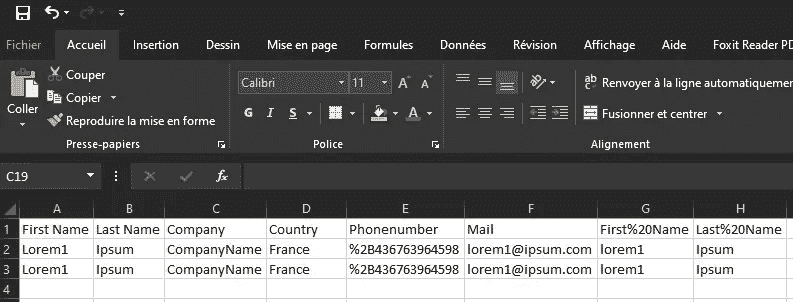 Fichier Accueil Insertion Dessin Mise en page Formules Données Révision Affichage Aide Foxit Reader PD
Coller
Couper
Copier
Reproduire la mise en forme
Presse-papiers
Calibri 11 A A
G I S A
Police
ab Renvoyer à la ligne automatiquemen
Fusionner et centrer
Alignement
C19 fx
A B C D E F G H
1 First Name Last Name Company Country Phonenumber Mail First%20Name Last%20Name
2 Lorem1 Ipsum CompanyName France %2B436763964598 lorem1@ipsum.com lorem1 Ipsum
3 Lorem1 Ipsum CompanyName France %2B436763964598 lorem1@ipsum.com lorem1 Ipsum
4